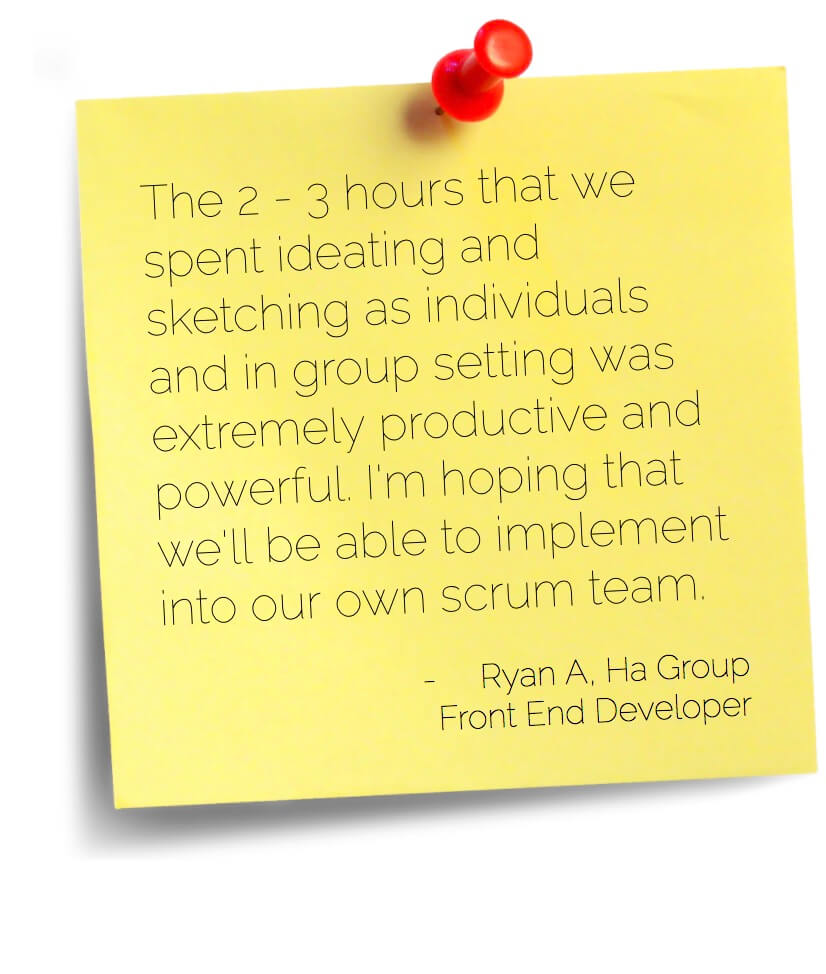 The 2 - 3 hours that we
spent ideating and
sketching as individuals
and in group setting was
extremely productive and
powerful. I'm hoping that
we'll be able to implement
into our own scrum team.
- Ryan A, Ha Group
Front End Developer